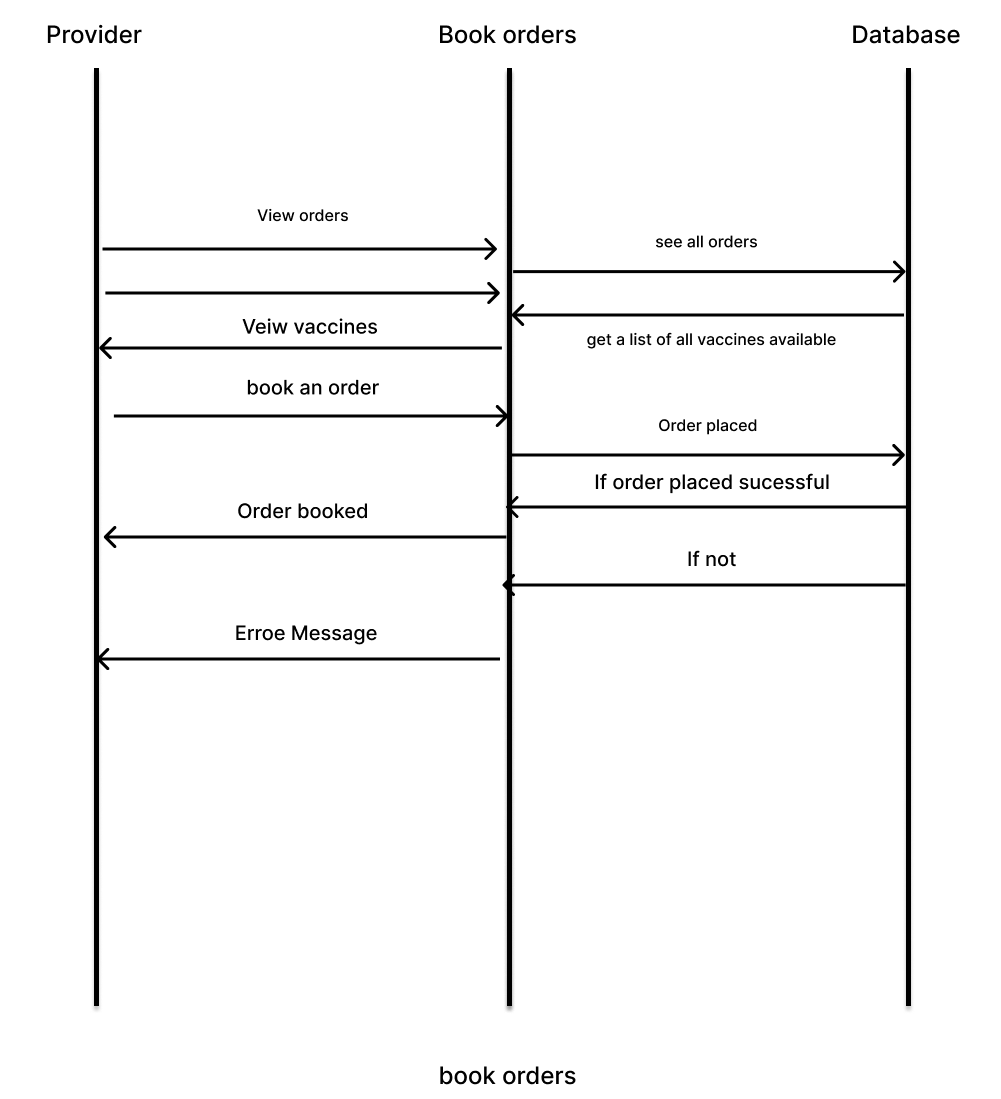 Provider
Book orders
Database
View orders
see all orders
Veiw vaccines
get a list of all vaccines available
book an order
Order placed
If order placed sucessful
Order booked
If not
Erroe Message
book orders